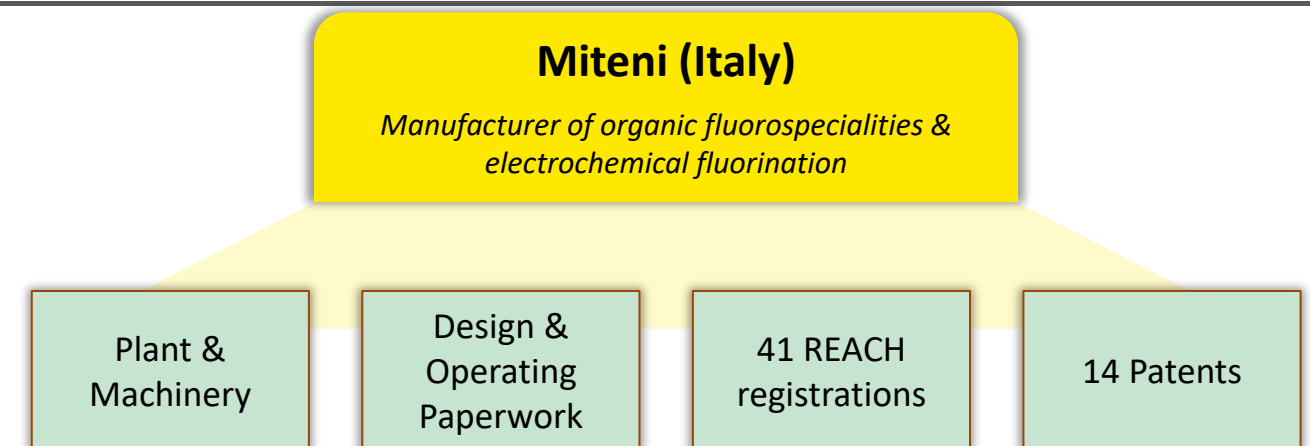 Miteni (Italy)
Manufacturer of organic fluorospecialities &
electrochemical fluorination
Plant &
Machinery
Design &
Operating
Paperwork
41 REACH
registrations
14 Patents